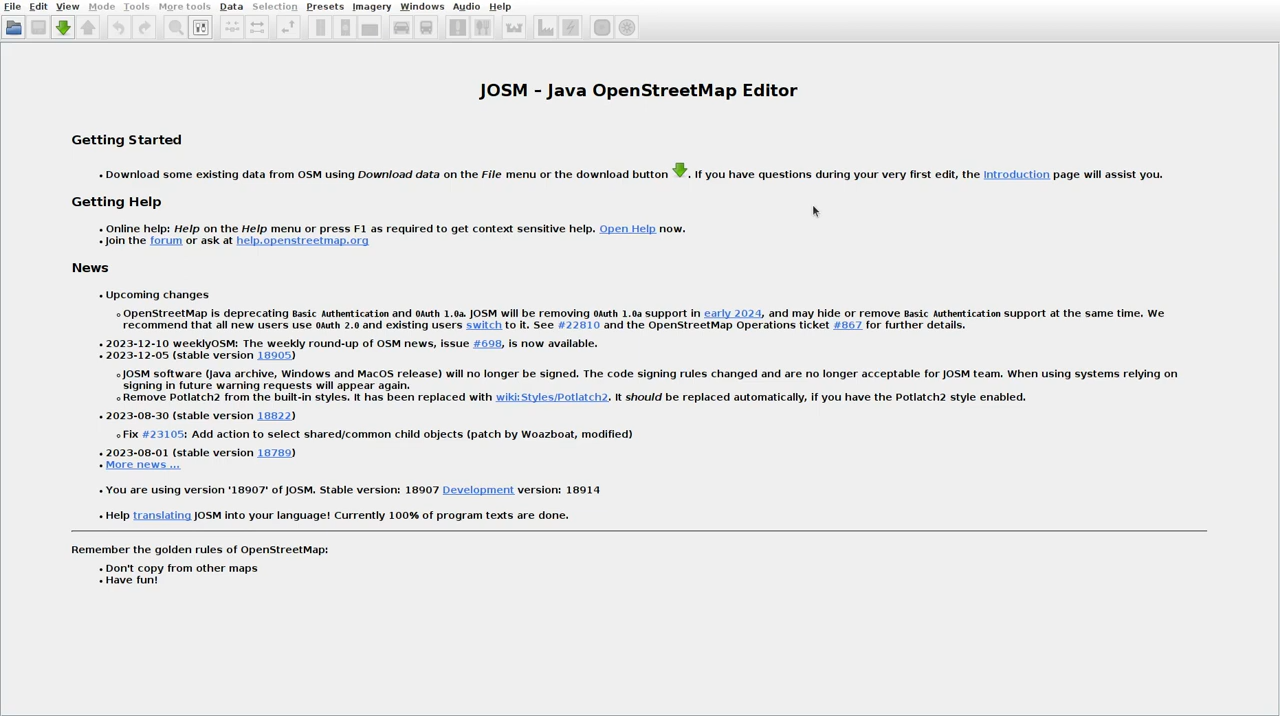 File Edit View Mode Tools More tools Data Selection Presets Imagery Windows Audio Help
JOSM – Java OpenStreetMap Editor
Getting Started
Download some existing data from OSM using Download data on the File menu or the download button . If you have questions during your very first edit, the Introduction page will assist you.
Getting Help
Online help: Help on the Help menu or press F1 as required to get context sensitive help. Open Help now.
Join the forum or ask at help.openstreetmap.org
News
Upcoming changes
OpenStreetMap is deprecating Basic Authentication and OAuth 1.0a. JOSM will be removing OAuth 1.0a support in early 2024, and may hide or remove Basic Authentication support at the same time. We
recommend that all new users use OAuth 2.0 and existing users switch to it. See #22810 and the OpenStreetMap Operations ticket #867 for further details.
2023-12-10 weeklyOSM: The weekly round-up of OSM news, issue #698, is now available.
2023-12-05 (stable version 18905)
JOSM software (Java archive, Windows and MacOS release) will no longer be signed. The code signing rules changed and are no longer acceptable for JOSM team. When using systems relying on
signing in future warning requests will appear again.
Remove Potlatch2 from the built-in styles. It has been replaced with wiki:Styles/Potlatch2. It should be replaced automatically, if you have the Potlatch2 style enabled.
2023-08-30 (stable version 18822)
Fix #23105: Add action to select shared/common child objects (patch by Woazboat, modified)
2023-08-01 (stable version 18789)
More news ...
You are using version '18907' of JOSM. Stable version: 18907 Development version: 18914
Help translating JOSM into your language! Currently 100% of program texts are done.
Remember the golden rules of OpenStreetMap:
Don't copy from other maps
Have fun!